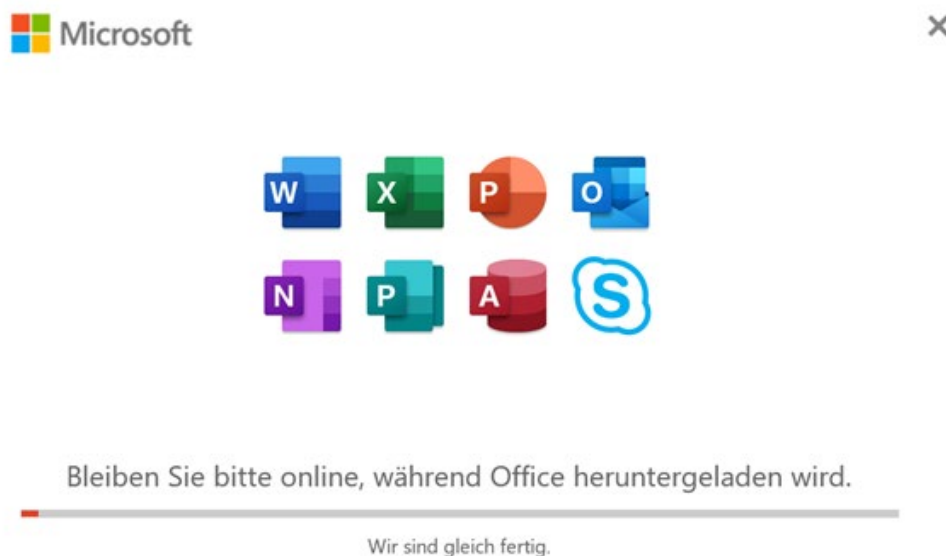 Microsoft
W X P O
N P A S
Bleiben Sie bitte online, während Office heruntergeladen wird.
Wir sind gleich fertig.